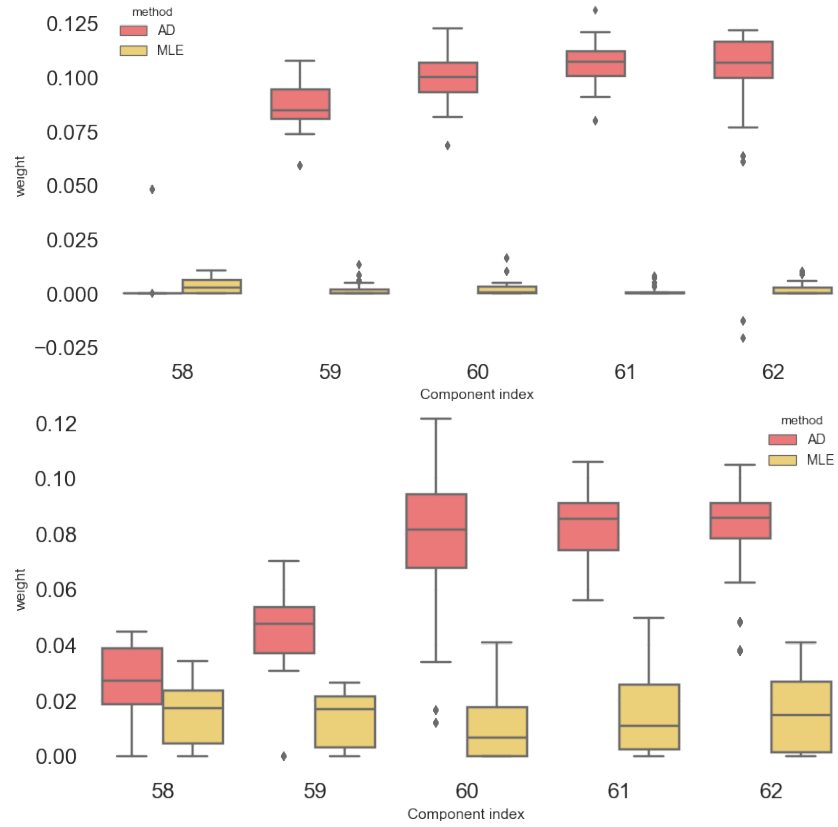 method
AD
MLE
0.125
0.100
0.075
0.050
0.025
0.000
−0.025
weight
58 59 60 61 62
Component index
method
AD
MLE
0.12
0.10
0.08
0.06
0.04
0.02
0.00
weight
58 59 60 61 62
Component index